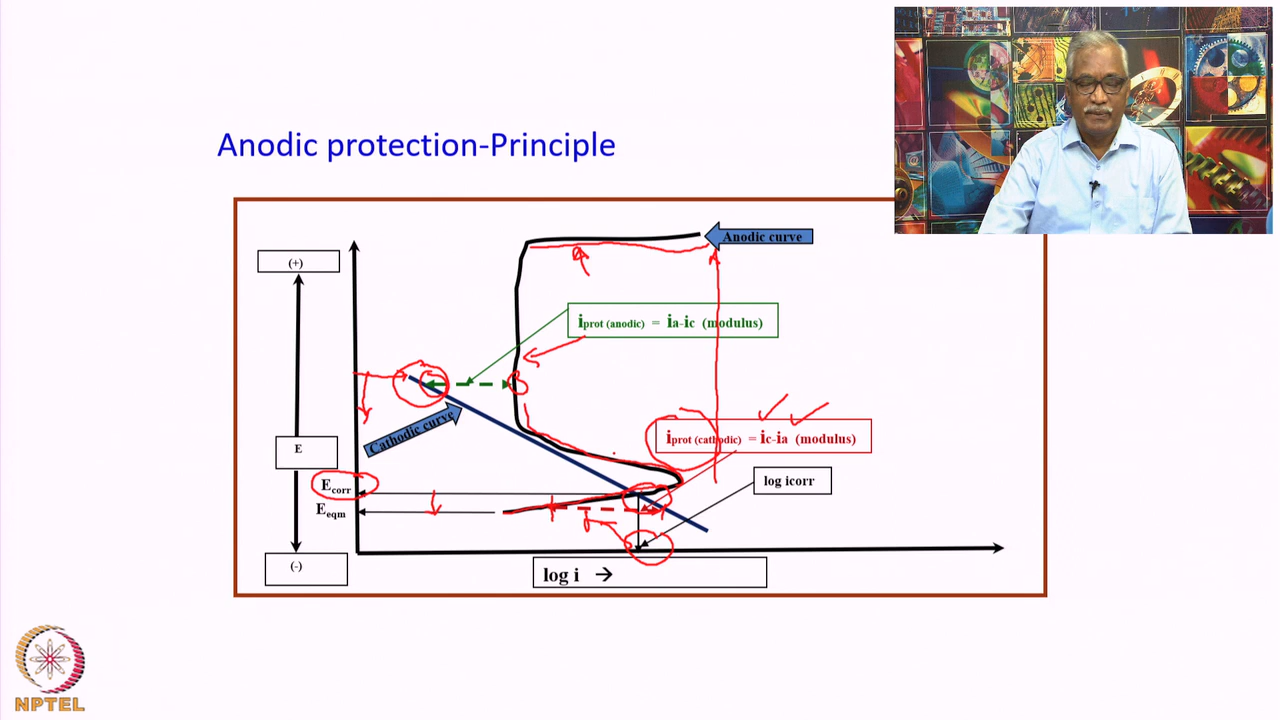 Anodic protection-Principle
Anodic curve
(+)
iprot (anodic) = ia-ic (modulus)
Cathodic curve
iprot (cathodic) = ic-ia (modulus)
E
log icorr
Ecorr
Eeqm
(-)
log i →
NPTEL